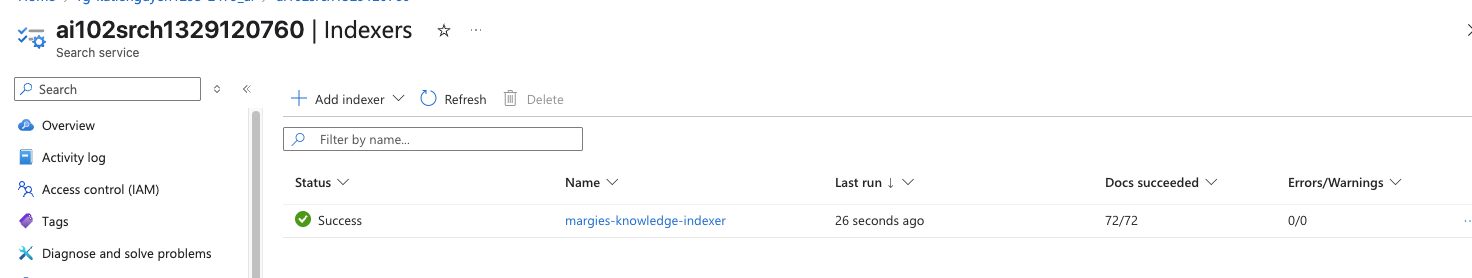 Home
ai102srch1329120760 | Indexers
Search service
Search
Add indexer
Refresh
Delete
Overview
Filter by name...
Activity log
Status
Name
Last run ↓
Docs succeeded
Errors/Warnings
Access control (IAM)
Success
margies-knowledge-indexer
26 seconds ago
72/72
0/0
Tags
Diagnose and solve problems